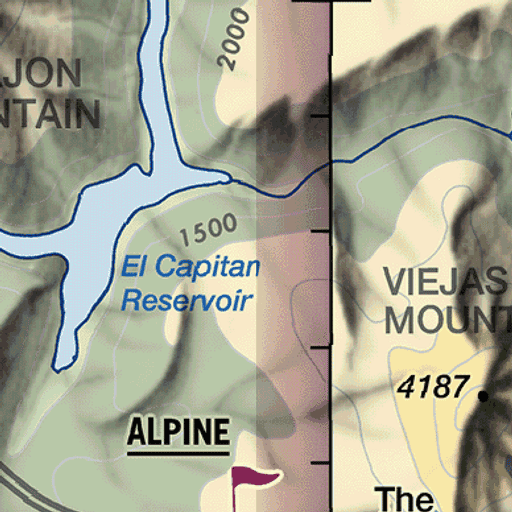 2000
AJON
NTAIN
1500
El Capitan
Reservoir
VIEJAS
MOUNT
4187
ALPINE
The